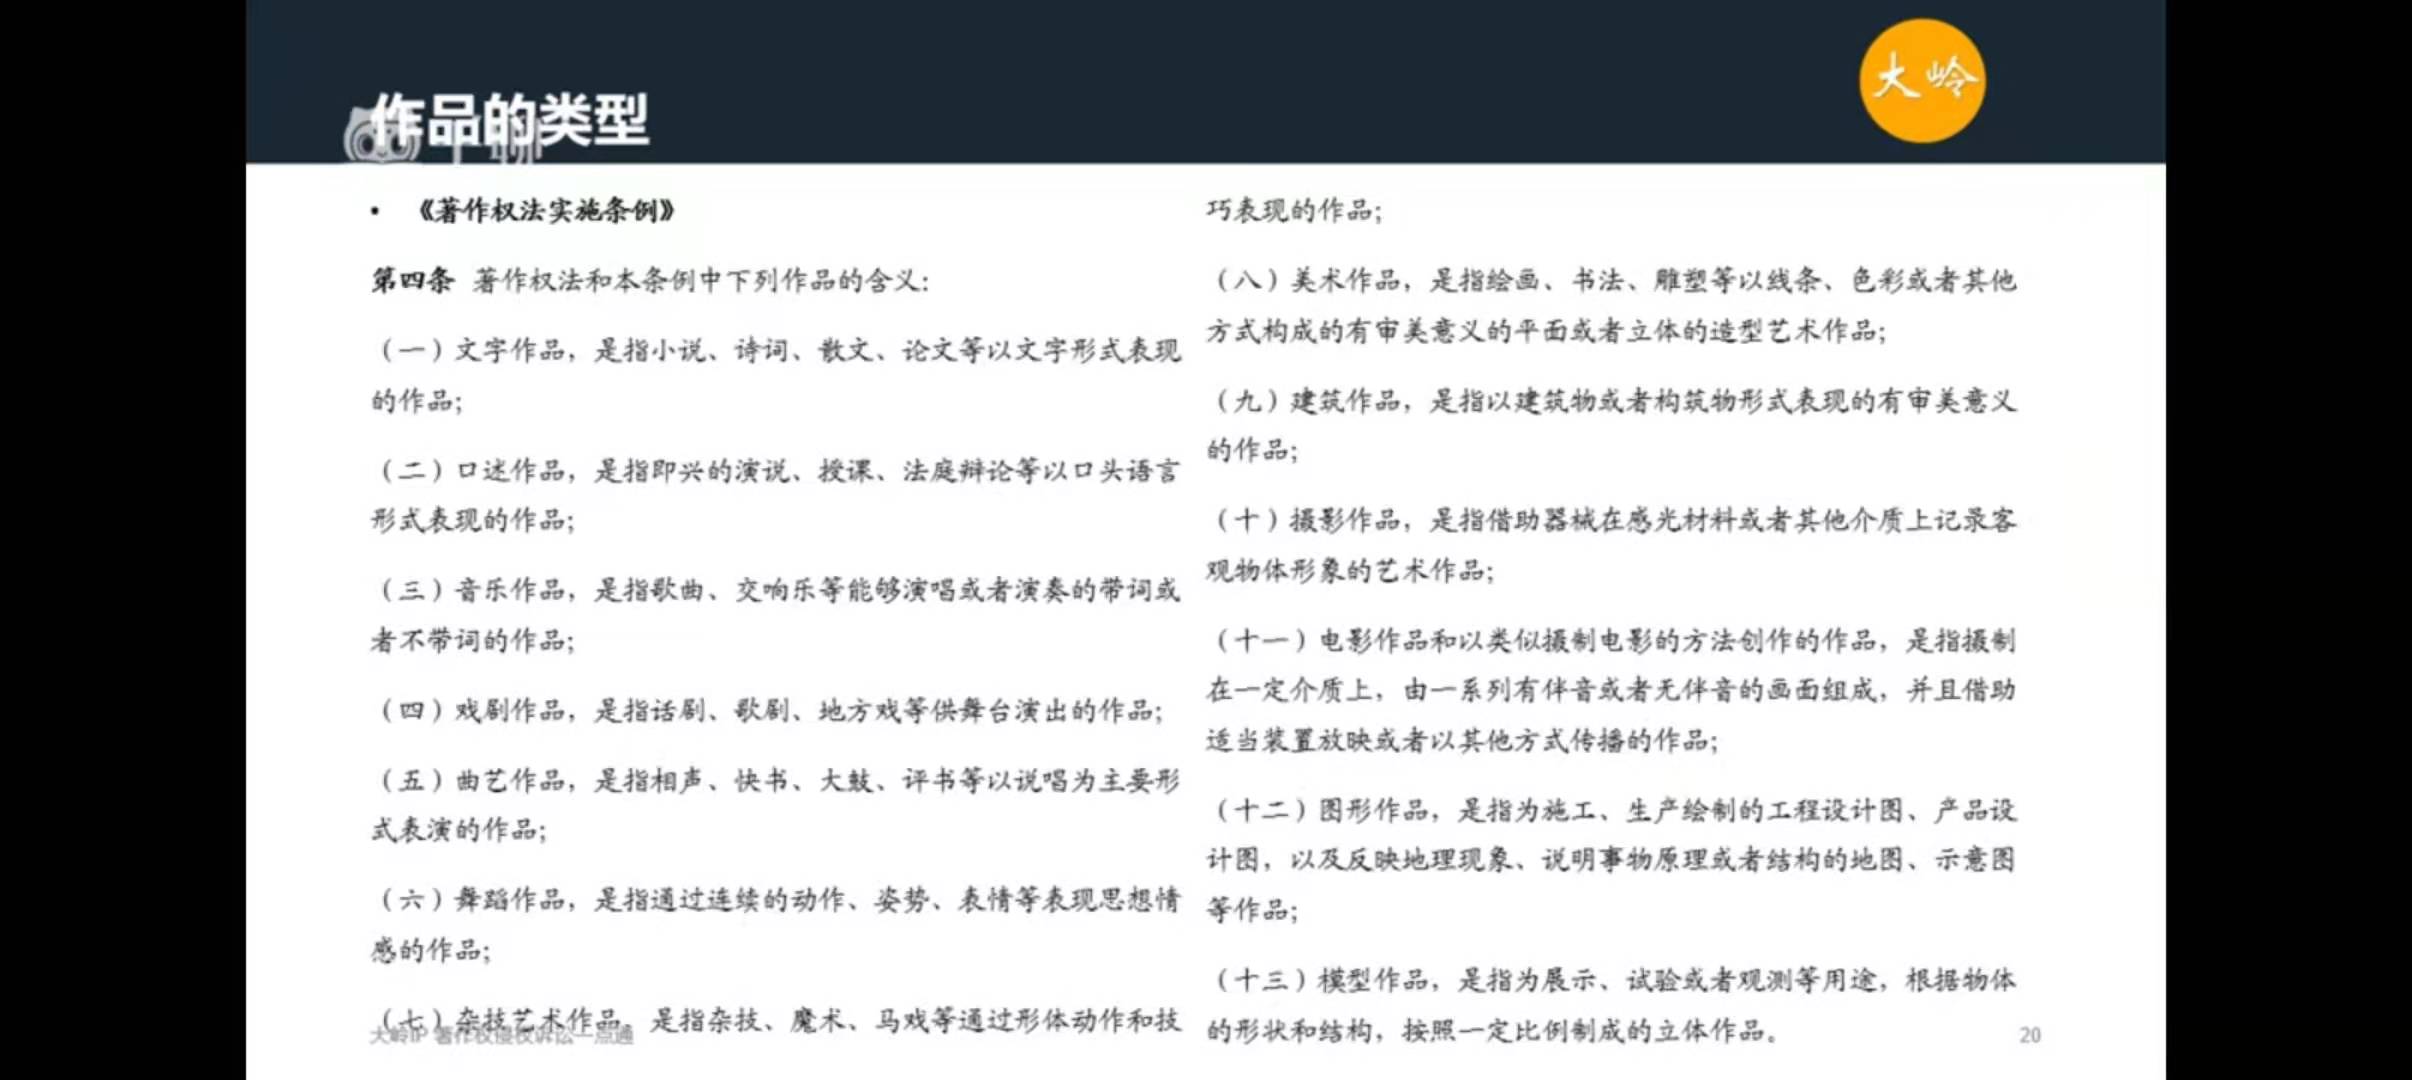 大岭
作品的类型
• 《著作权法实施条例》
第四条 著作权法和本条例中下列作品的含义：
（一）文字作品，是指小说、诗词、散文、论文等以文字形式表现
的作品；
（二）口述作品，是指即兴的演说、授课、法庭辩论等以口头语言
形式表现的作品；
（三）音乐作品，是指歌曲、交响乐等能够演唱或者演奏的带词或
者不带词的作品；
（四）戏剧作品，是指话剧、歌剧、地方戏等供舞台演出的作品；
（五）曲艺作品，是指相声、快书、大鼓、评书等以说唱为主要形
式表演的作品；
（六）舞蹈作品，是指通过连续的动作、姿势、表情等表现思想情
感的作品；
（七）杂技艺术作品，是指杂技、魔术、马戏等通过形体动作和技
巧表现的作品；
（八）美术作品，是指绘画、书法、雕塑等以线条、色彩或者其他
方式构成的有审美意义的平面或者立体的造型艺术作品；
（九）建筑作品，是指以建筑物或者构筑物形式表现的有审美意义
的作品；
（十）摄影作品，是指借助器械在感光材料或者其他介质上记录客
观物体形象的艺术作品；
（十一）电影作品和以类似摄制电影的方法创作的作品，是指摄制
在一定介质上，由一系列有伴音或者无伴音的画面组成，并且借助
适当装置放映或者以其他方式传播的作品；
（十二）图形作品，是指为施工、生产绘制的工程设计图、产品设
计图，以及反映地理现象、说明事物原理或者结构的地图、示意图
等作品；
（十三）模型作品，是指为展示、试验或者观测等用途，根据物体
的形状和结构，按照一定比例制成的立体作品。
大岭IP 著作权侵权诉讼一点通
20